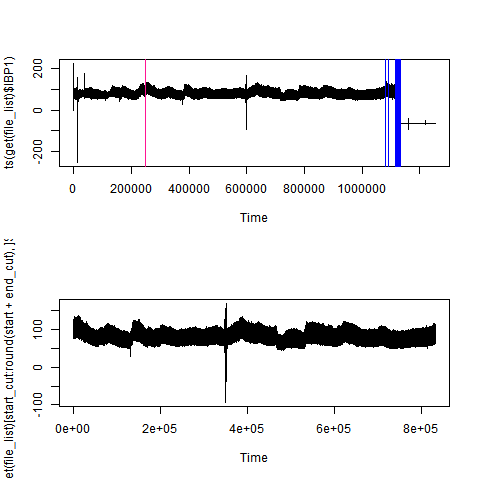 ts(get(file_list)$IBP1)
200
0
-200
0 200000 400000 600000 1000000
Time
et(file_list)[start_cut:round(start + end_cut), ]$
100
0
-100
0e+00 2e+05 4e+05 6e+05 8e+05
Time